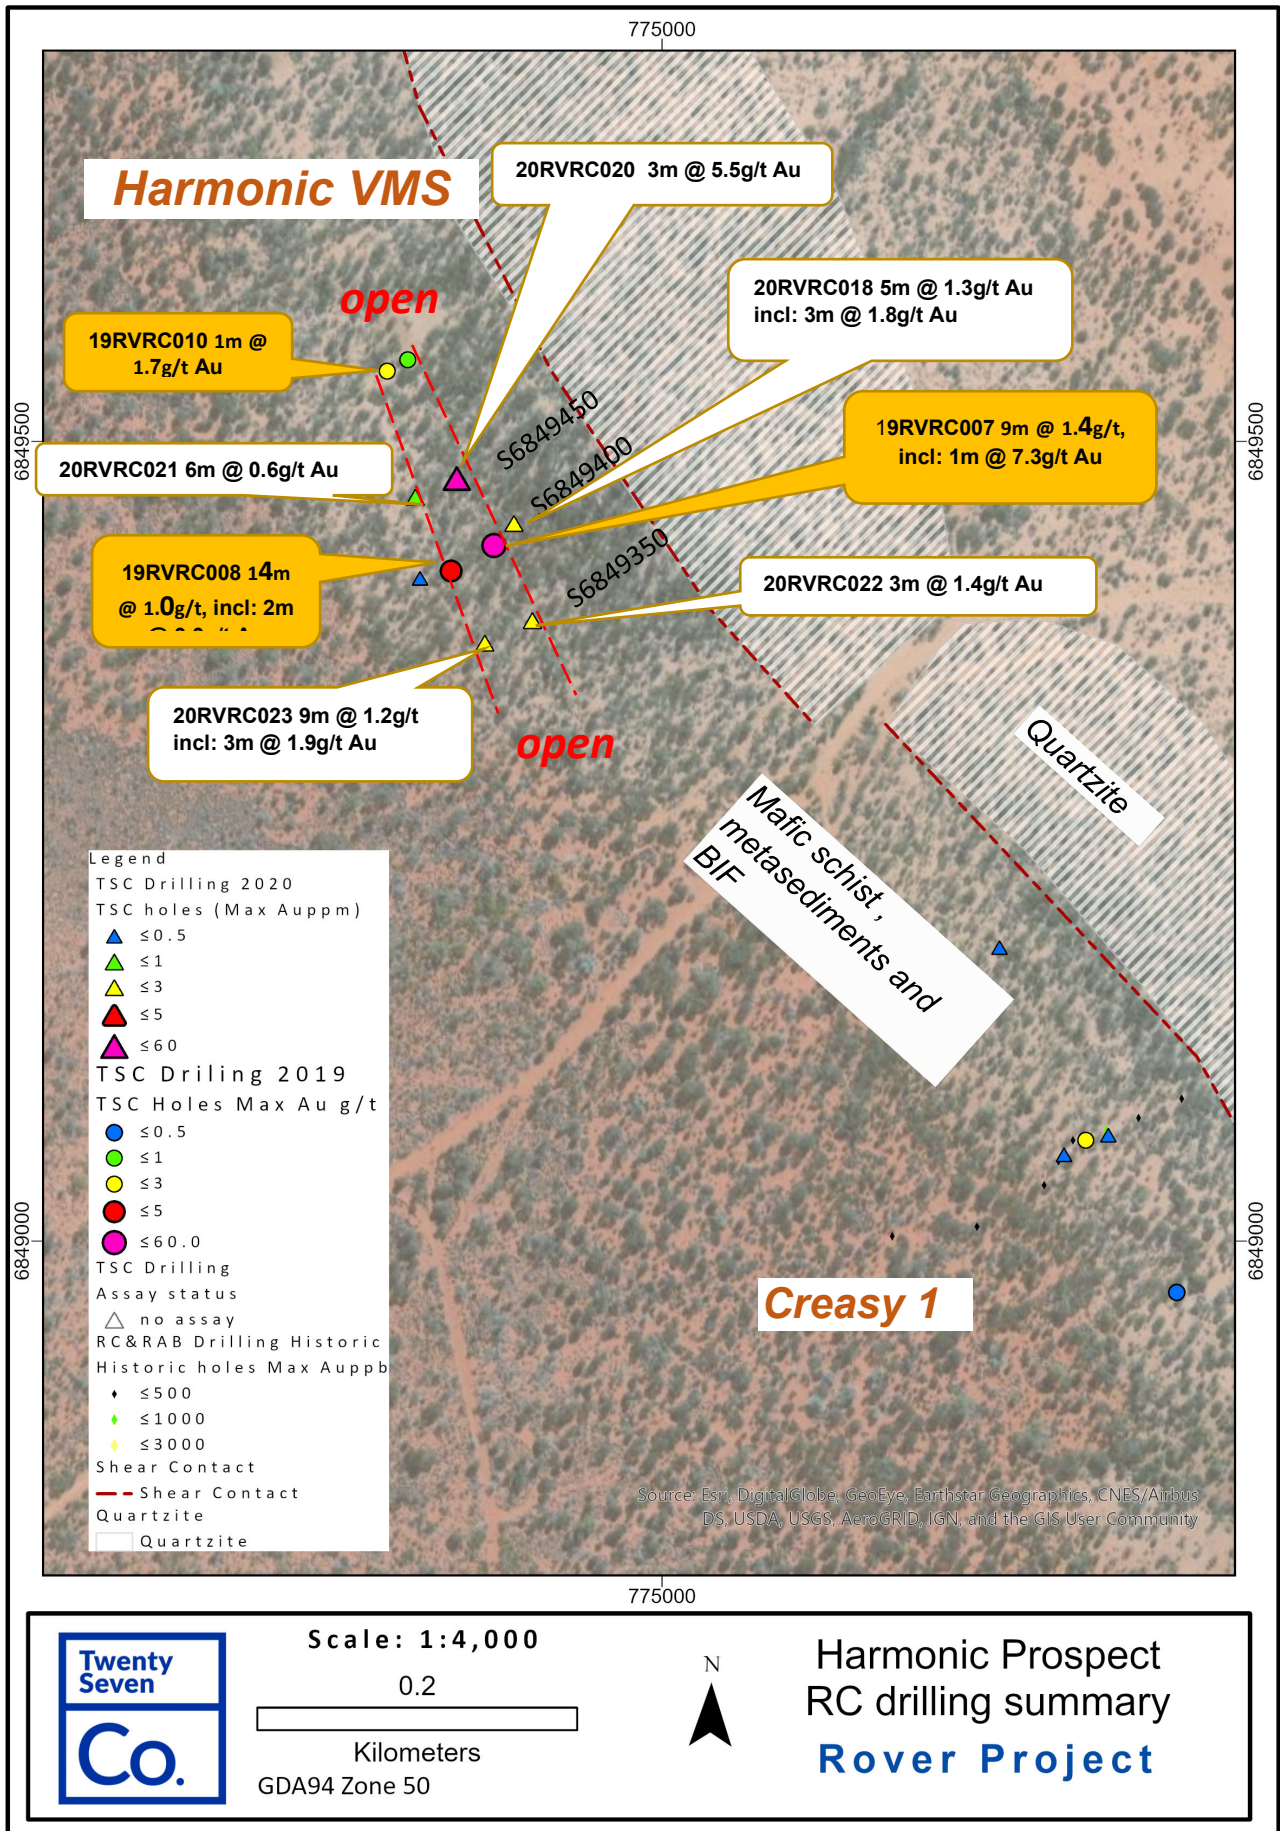 775000
Harmonic VMS
20RVRC020 3m @ 5.5g/t Au
open
20RVRC018 5m @ 1.3g/t Au
incl: 3m @ 1.8g/t Au
19RVRC010 1m @
1.7g/t Au
S6849450
S6849400
S6849350
19RVRC007 9m @ 1.4g/t,
incl: 1m @ 7.3g/t Au
6849500
6849500
20RVRC021 6m @ 0.6g/t Au
19RVRC008 14m
@ 1.0g/t, incl: 2m
20RVRC022 3m @ 1.4g/t Au
20RVRC023 9m @ 1.2g/t
incl: 3m @ 1.9g/t Au
open
Quartzite
Mafic schist ,
metasediments and
BIF
Legend
TSC Drilling 2020
TSC holes (Max Auppm)
≤0.5
≤1
≤3
≤5
≤60
TSC Driling 2019
TSC Holes Max Au g/t
≤0.5
≤1
≤3
≤5
≤60.0
TSC Drilling
Assay status
no assay
RC&RAB Drilling Historic
Historic holes Max Auppb
≤500
≤1000
≤3000
Shear Contact
Shear Contact
Quartzite
Quartzite
6849000
6849000
Creasy 1
Source: Esri, DigitalGlobe, GeoEye, Earthstar Geographics, CNES/Airbus
DS, USDA, USGS, AeroGRID, IGN, and the GIS User Community
775000
Twenty
Seven
Co.
Scale: 1:4,000
0.2
Kilometers
GDA94 Zone 50
N
Harmonic Prospect
RC drilling summary
Rover Project